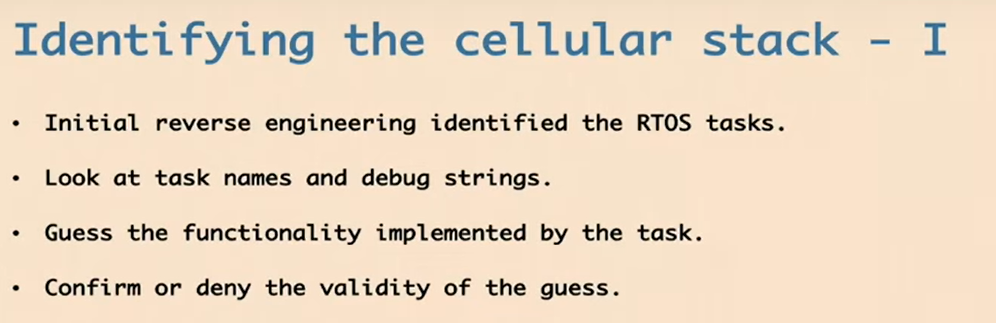 Identifying the cellular stack - I
• Initial reverse engineering identified the RTOS tasks.
• Look at task names and debug strings.
• Guess the functionality implemented by the task.
• Confirm or deny the validity of the guess.